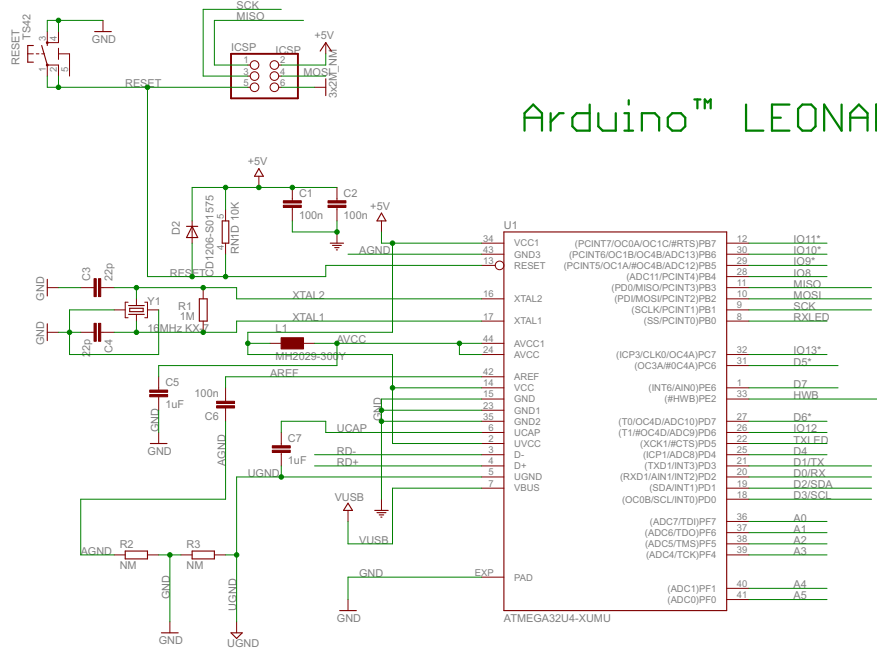 SCK
MISO
+5V
RESET
TS42
GND
ICSP
ICSP
1
2
3
4
MOSI
5
6
3x2M_NM
3
4
1
2
5
RESET
Arduino™ LEONA
+5V
C1
100n
C2
100n
+5V
D2
CD1206-S01575
RN1D 10K
5
4
AGND
RESET
GND
C3
22p
Y1
16MHz KX-7
R1
1M
XTAL2
XTAL1
GND
22p
C4
L1
MH2029-300Y
AVCC
AREF
C5
1uF
GND
GND
100n
C6
AGND
C7
1uF
UCAP
RD-
RD+
UGND
GND
VUSB
VUSB
AGND
R2
NM
R3
NM
GND
GND
UGND
UGND
GND
GND
U1
34 VCC1
43 GND3
13 RESET
16 XTAL2
17 XTAL1
44 AVCC1
24 AVCC
42 AREF
14 VCC
15 GND
23 GND1
35 GND2
6 UCAP
2 UVCC
3 D-
4 D+
5 UGND
7 VBUS
EXP PAD
(PCINT7/OC0A/OC1C/#RTS)PB7 12 IO11*
(PCINT6/OC1B/OC4B/ADC13)PB6 30 IO10*
(PCINT5/OC1A/#OC4B/ADC12)PB5 29 IO9*
(ADC11/PCINT4)PB4 28 IO8
(PD0/MISO/PCINT3)PB3 11 MISO
(PDI/MOSI/PCINT2)PB2 10 MOSI
(SCLK/PCINT1)PB1 9 SCK
(SS/PCINT0)PB0 8 RXLED
(ICP3/CLK0/OC4A)PC7 32 IO13*
(OC3A/#0C4A)PC6 31 D5*
(INT6/AIN0)PE6 1 D7
(#HWB)PE2 33 HWB
(T0/OC4D/ADC10)PD7 27 D6*
(T1/#OC4D/ADC9)PD6 26 IO12
(XCK1/#CTS)PD5 22 TXLED
(ICP1/ADC8)PD4 25 D4
(TXD1/INT3)PD3 21 D1/TX
(RXD1/AIN1/INT2)PD2 20 D0/RX
(SDA/INT1)PD1 19 D2/SDA
(OC0B/SCL/INT0)PD0 18 D3/SCL
(ADC7/TDI)PF7 36 A0
(ADC6/TDO)PF6 37 A1
(ADC5/TMS)PF5 38 A2
(ADC4/TCK)PF4 39 A3
(ADC1)PF1 40 A4
(ADC0)PF0 41 A5
ATMEGA32U4-XUMU